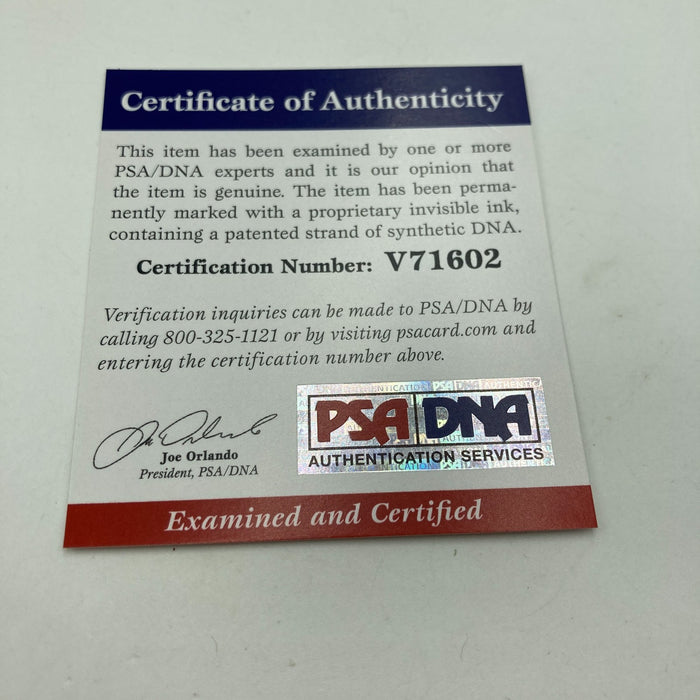 Certificate of Authenticity
This item has been examined by one or more
PSA/DNA experts and it is our opinion that
the item is genuine. The item has been perma-
nently marked with a proprietary invisible ink,
containing a patented strand of synthetic DNA.
Certification Number: V71602
Verification inquiries can be made to PSA/DNA by
calling 800-325-1121 or by visiting psacard.com and
entering the certification number above.
Joe Orlando
President, PSA/DNA
PSA DNA
AUTHENTICATION SERVICES
Examined and Certified